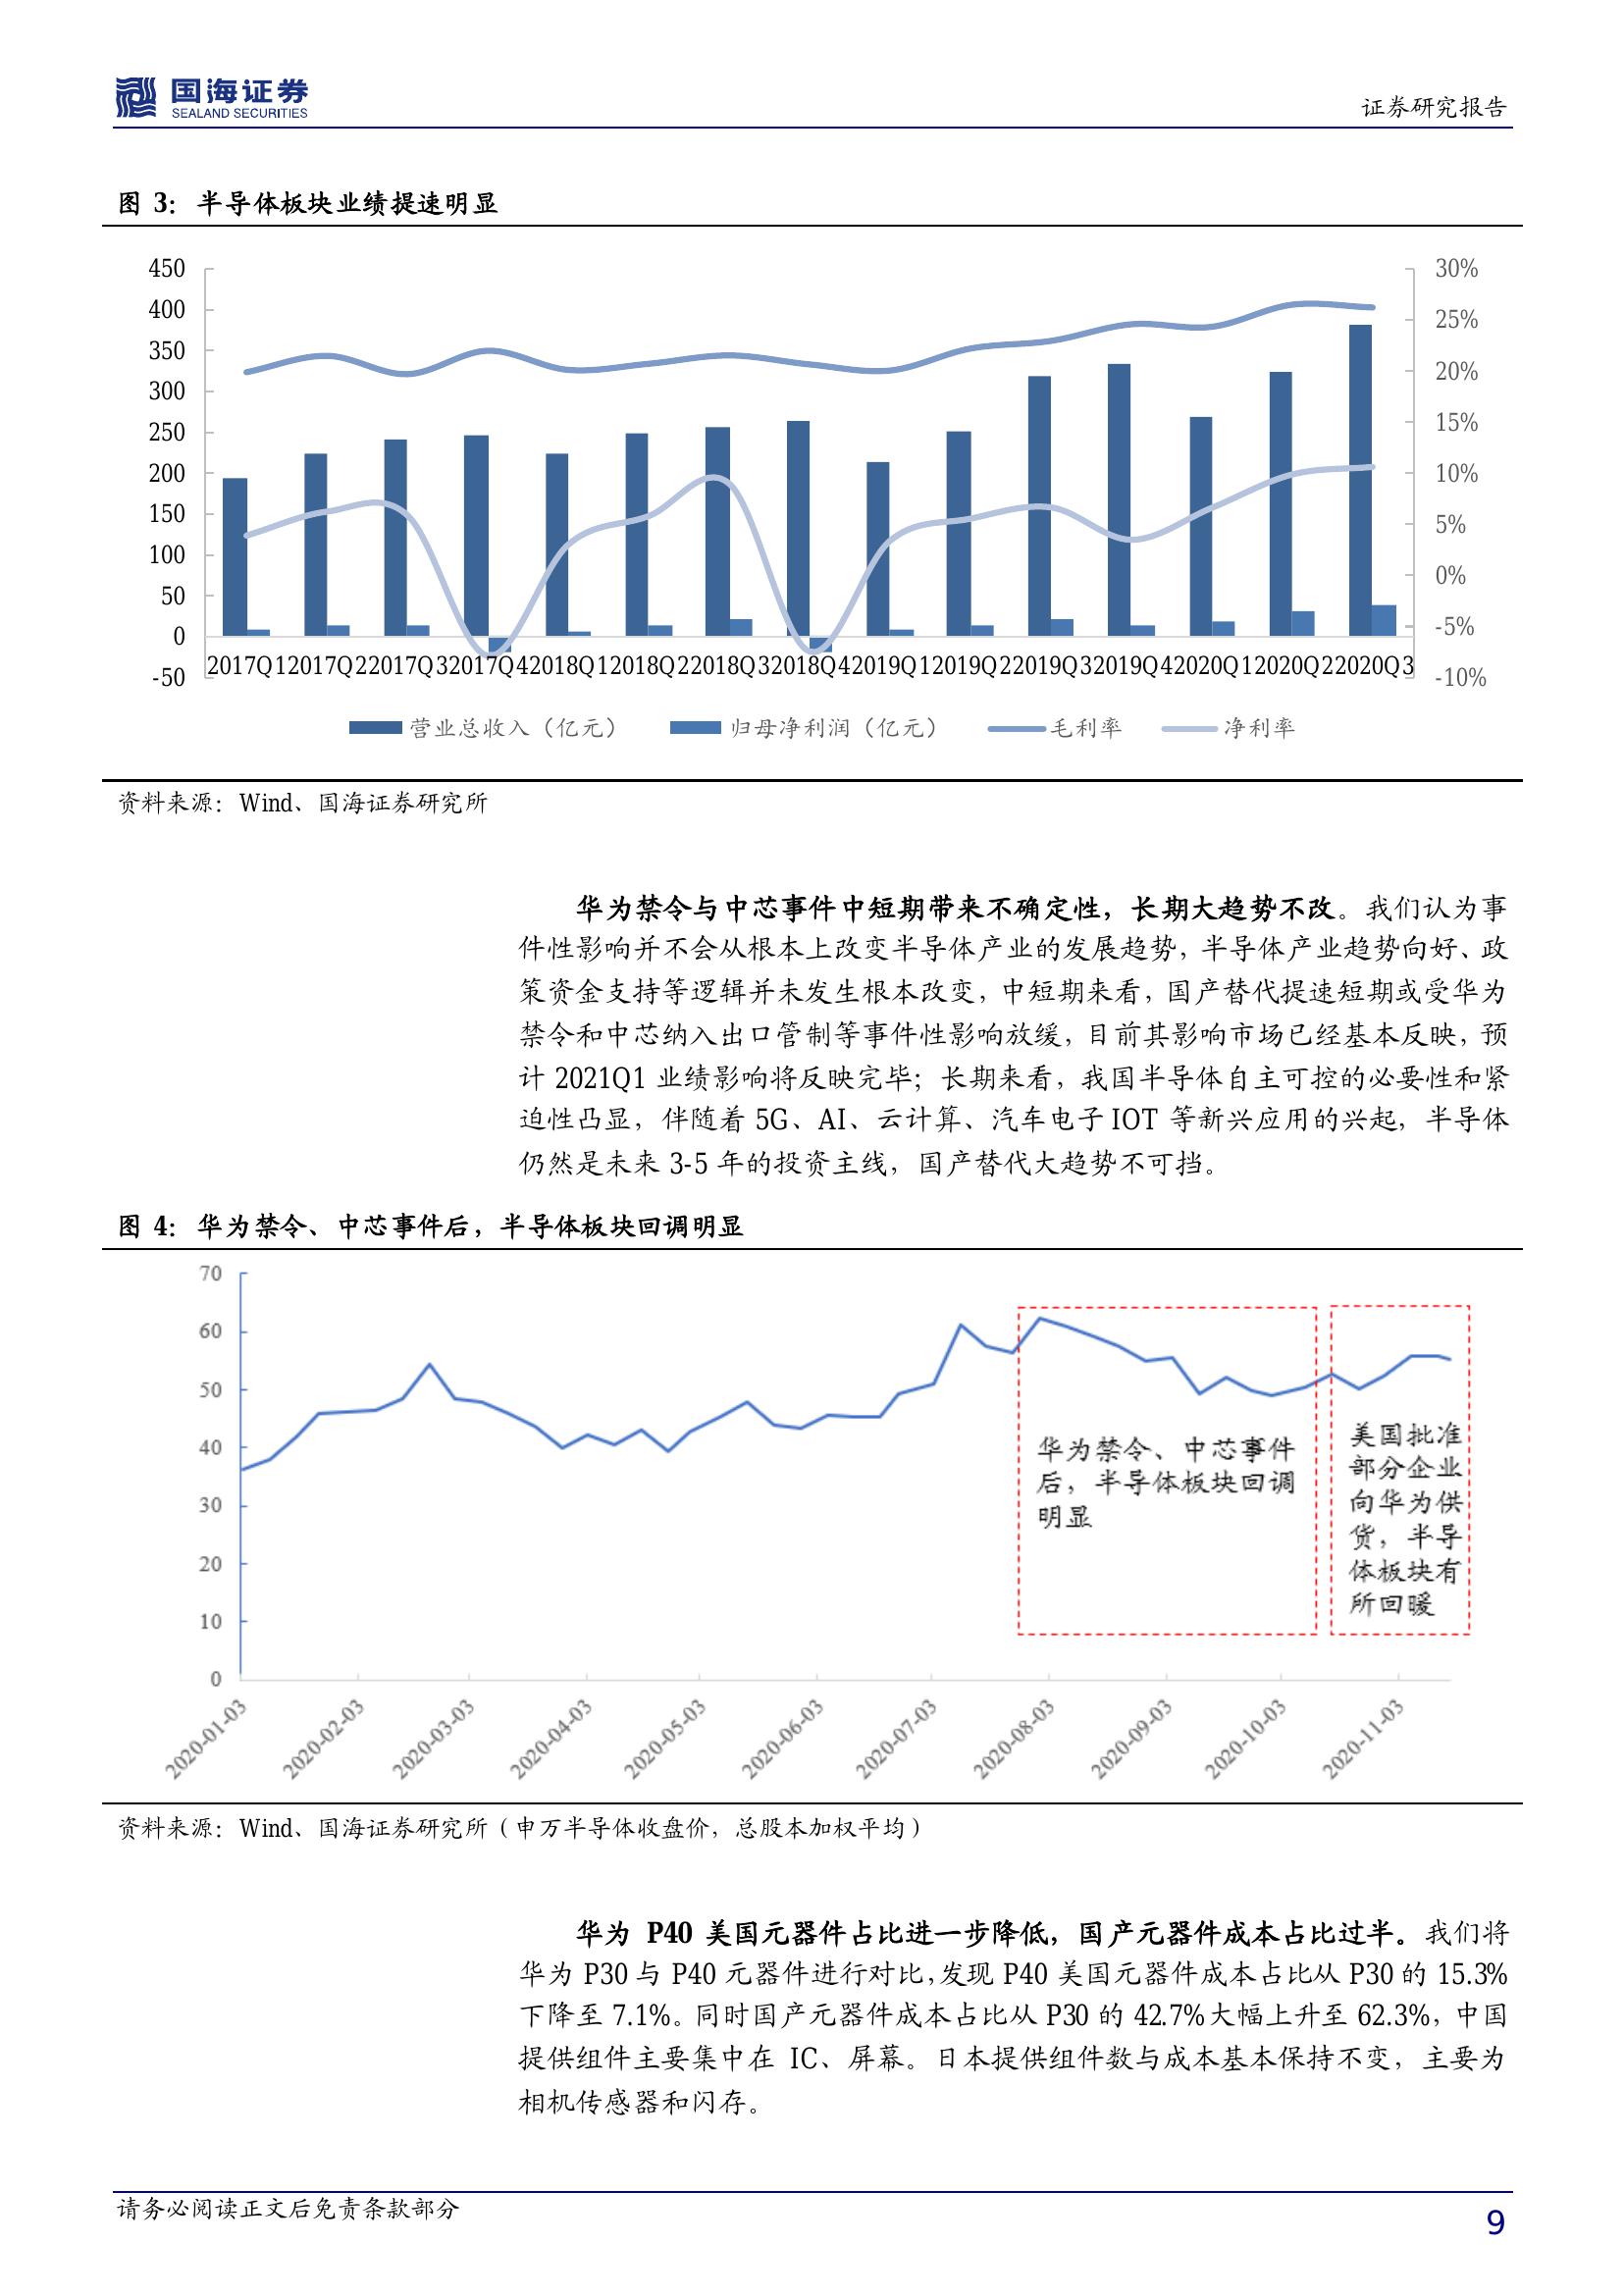 国海证券
SEALAND SECURITIES
证券研究报告
图 3：半导体板块业绩提速明显
450
400
350
300
250
200
150
100
50
0
-50
30%
25%
20%
15%
10%
5%
0%
-5%
-10%
2017Q1 2017Q2 2017Q3 2017Q4 2018Q1 2018Q2 2018Q3 2018Q4 2019Q1 2019Q2 2019Q3 2019Q4 2020Q1 2020Q2 2020Q3
营业总收入（亿元） 归母净利润（亿元） 毛利率 净利率
资料来源：Wind、国海证券研究所
华为禁令与中芯事件中短期带来不确定性，长期大趋势不改。我们认为事
件性影响并不会从根本上改变半导体产业的发展趋势，半导体产业趋势向好、政
策资金支持等逻辑并未发生根本改变，中短期来看，国产替代提速短期或受华为
禁令和中芯纳入出口管制等事件性影响放缓，目前其影响市场已经基本反映，预
计 2021Q1 业绩影响将反映完毕；长期来看，我国半导体自主可控的必要性和紧
迫性凸显，伴随着 5G、AI、云计算、汽车电子 IOT 等新兴应用的兴起，半导体
仍然是未来 3-5 年的投资主线，国产替代大趋势不可挡。
图 4：华为禁令、中芯事件后，半导体板块回调明显
70
60
50
40
30
20
10
0
华为禁令、中芯事件
后，半导体板块回调
明显
美国批准
部分企业
向华为供
货，半导
体板块有
所回暖
2020-01-03 2020-02-03 2020-03-03 2020-04-03 2020-05-03 2020-06-03 2020-07-03 2020-08-03 2020-09-03 2020-10-03 2020-11-03
资料来源：Wind、国海证券研究所（申万半导体收盘价，总股本加权平均）
华为 P40 美国元器件占比进一步降低，国产元器件成本占比过半。我们将
华为 P30 与 P40 元器件进行对比，发现 P40 美国元器件成本占比从 P30 的 15.3%
下降至 7.1%。同时国产元器件成本占比从 P30 的 42.7%大幅上升至 62.3%，中国
提供组件主要集中在 IC、屏幕。日本提供组件数与成本基本保持不变，主要为
相机传感器和闪存。
请务必阅读正文后免责条款部分
9